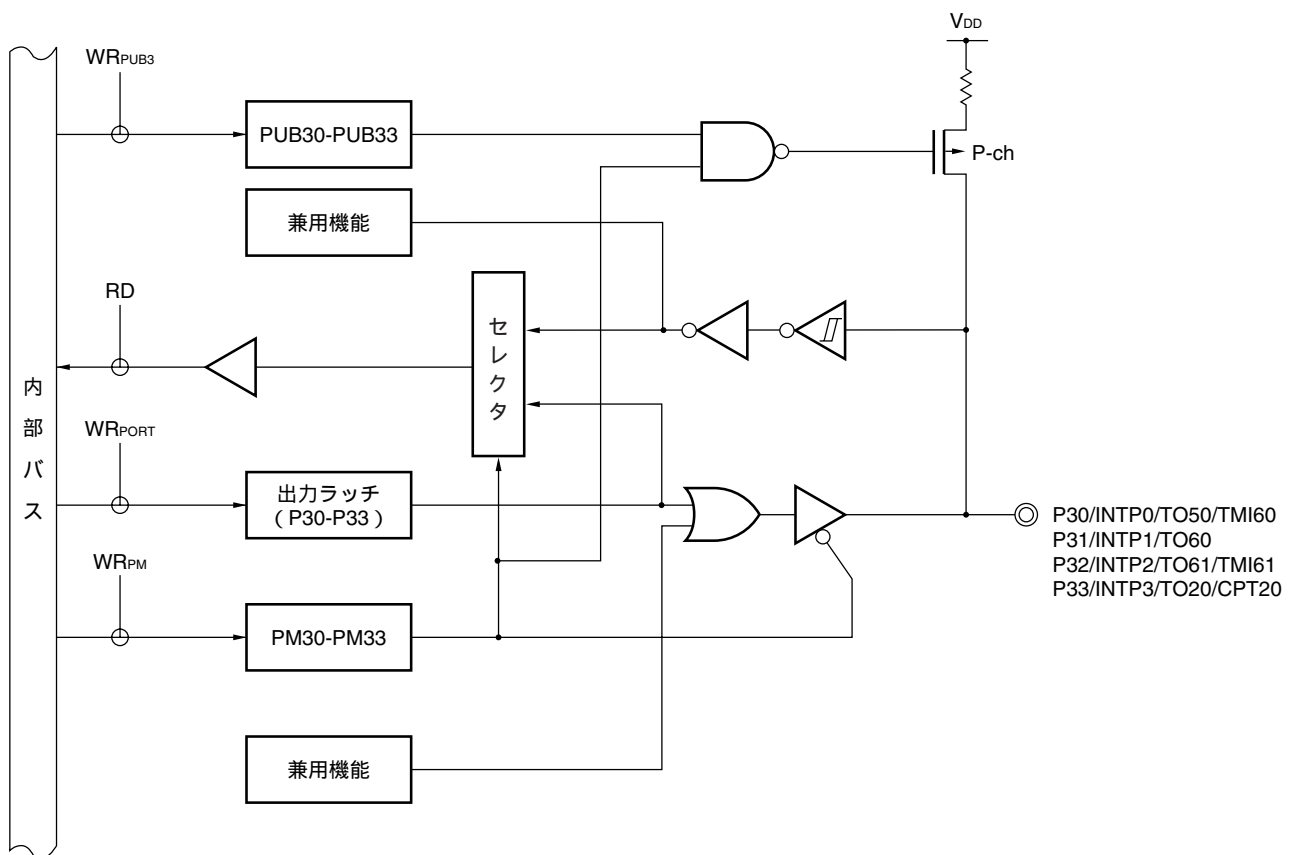 VDD
WRPUB3
PUB30-PUB33
P-ch
兼用機能
RD
セレクタ
内部バス
WRPORT
出力ラッチ
（P30-P33）
P30/INTP0/TO50/TMI60
P31/INTP1/TO60
P32/INTP2/TO61/TMI61
P33/INTP3/TO20/CPT20
WRPM
PM30-PM33
兼用機能